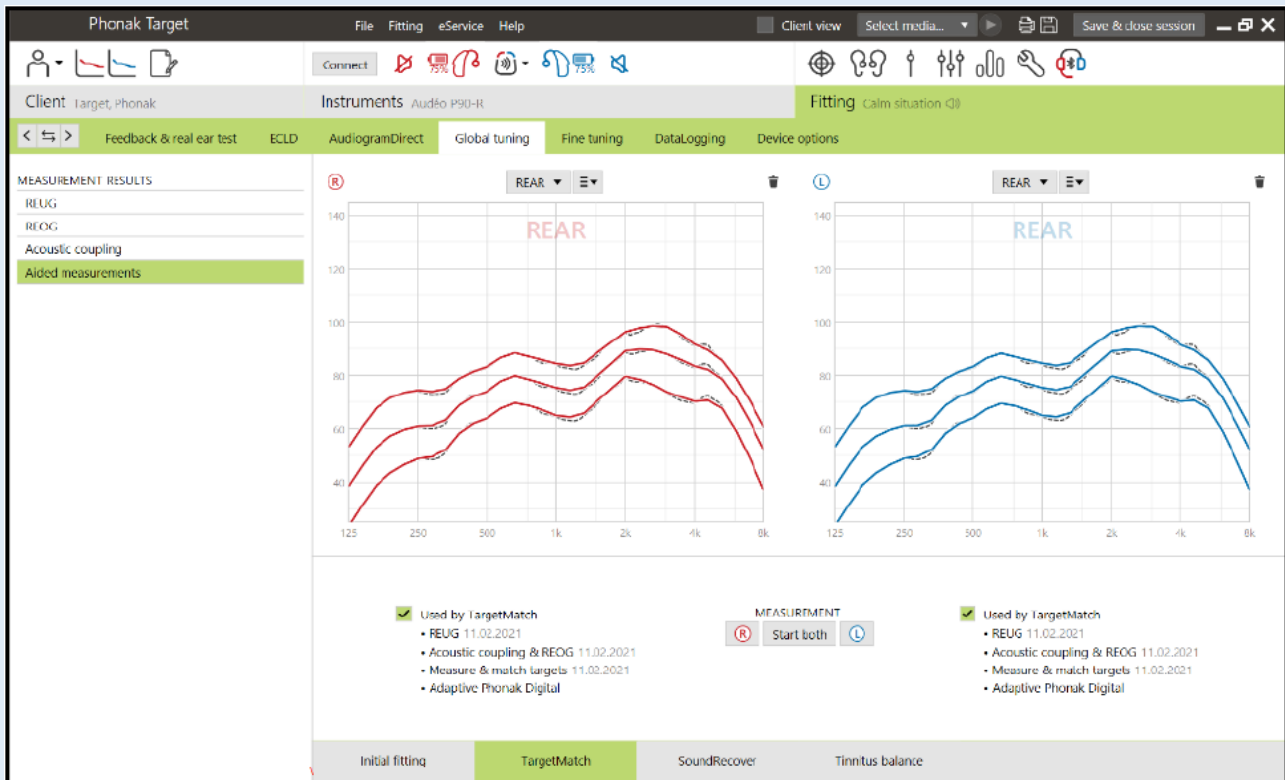 Phonak Target
File Fitting eService Help
Client view
Select media...
Save & close session
Connect
75%
75%
Client Target, Phonak
Instruments Audéo P90-R
Fitting Calm situation
Feedback & real ear test
ECLD
AudiogramDirect
Global tuning
Fine tuning
DataLogging
Device options
MEASUREMENT RESULTS
REUG
REOG
Acoustic coupling
Aided measurements
R
REAR
REAR
140
120
100
80
60
40
125 250 500 1k 2k 4k 8k
L
REAR
REAR
140
120
100
80
60
40
125 250 500 1k 2k 4k 8k
Used by TargetMatch
• REUG 11.02.2021
• Acoustic coupling & REOG 11.02.2021
• Measure & match targets 11.02.2021
• Adaptive Phonak Digital
MEASUREMENT
R Start both L
Used by TargetMatch
• REUG 11.02.2021
• Acoustic coupling & REOG 11.02.2021
• Measure & match targets 11.02.2021
• Adaptive Phonak Digital
Initial fitting
TargetMatch
SoundRecover
Tinnitus balance